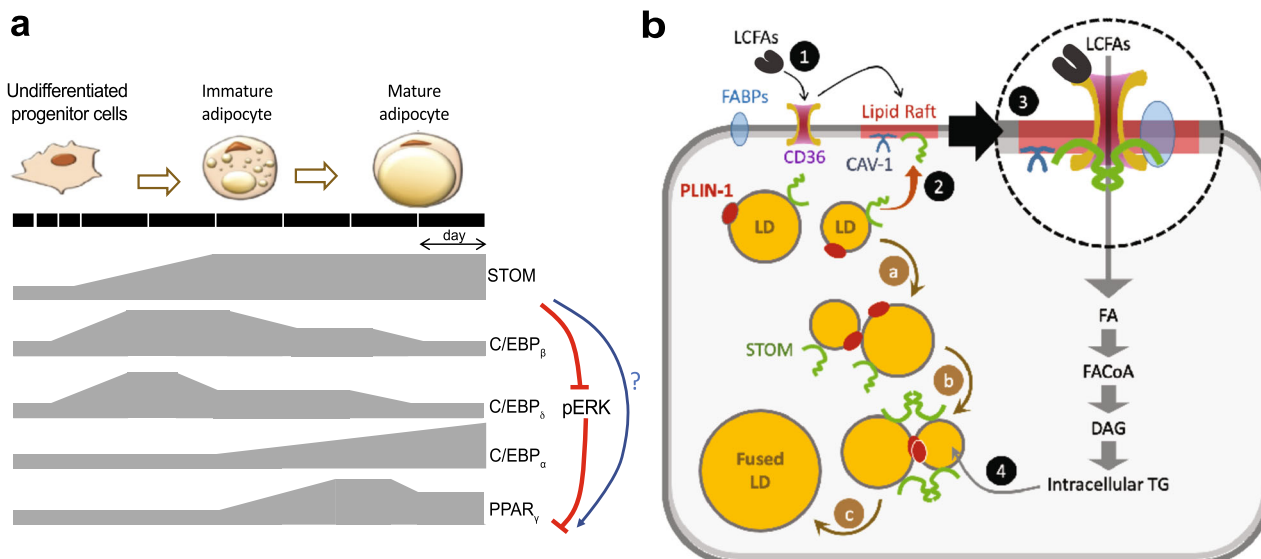 a
Undifferentiated
progenitor cells
Immature
adipocyte
Mature
adipocyte
day
STOM
C/EBPβ
C/EBPδ
C/EBPα
PPARγ
?
pERK
b
LCFAs
1
FABPs
CD36
Lipid Raft
CAV-1
3
LCFAs
PLIN-1
2
LD
LD
a
STOM
b
Fused
LD
c
4
FA
FACoA
DAG
Intracellular TG